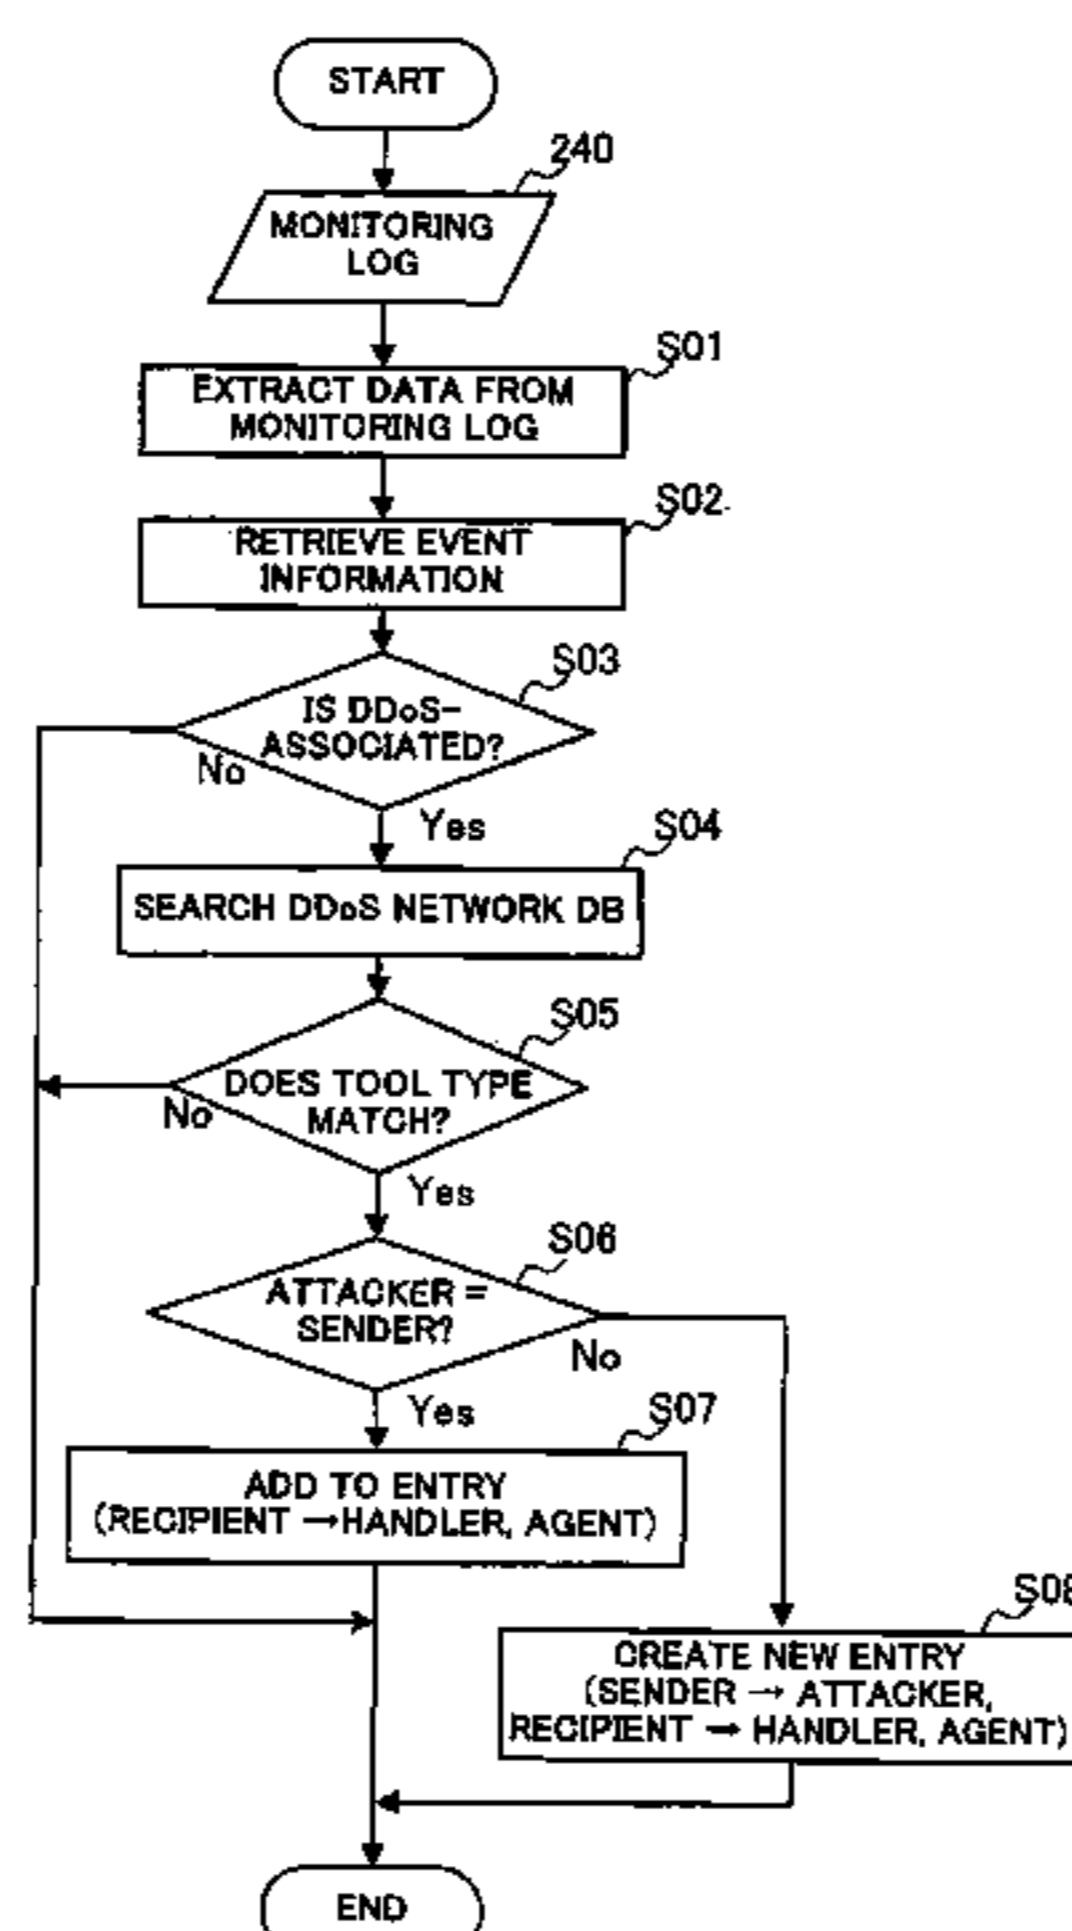 START
240
MONITORING
LOG
S01
EXTRACT DATA FROM
MONITORING LOG
S02
RETRIEVE EVENT
INFORMATION
S03
IS DDoS-
ASSOCIATED?
No
Yes
S04
SEARCH DDoS NETWORK DB
S05
DOES TOOL TYPE
MATCH?
No
Yes
S06
ATTACKER =
SENDER?
No
Yes
S07
ADD TO ENTRY
(RECIPIENT →HANDLER, AGENT)
S08
CREATE NEW ENTRY
(SENDER → ATTACKER,
RECIPIENT → HANDLER, AGENT)
END